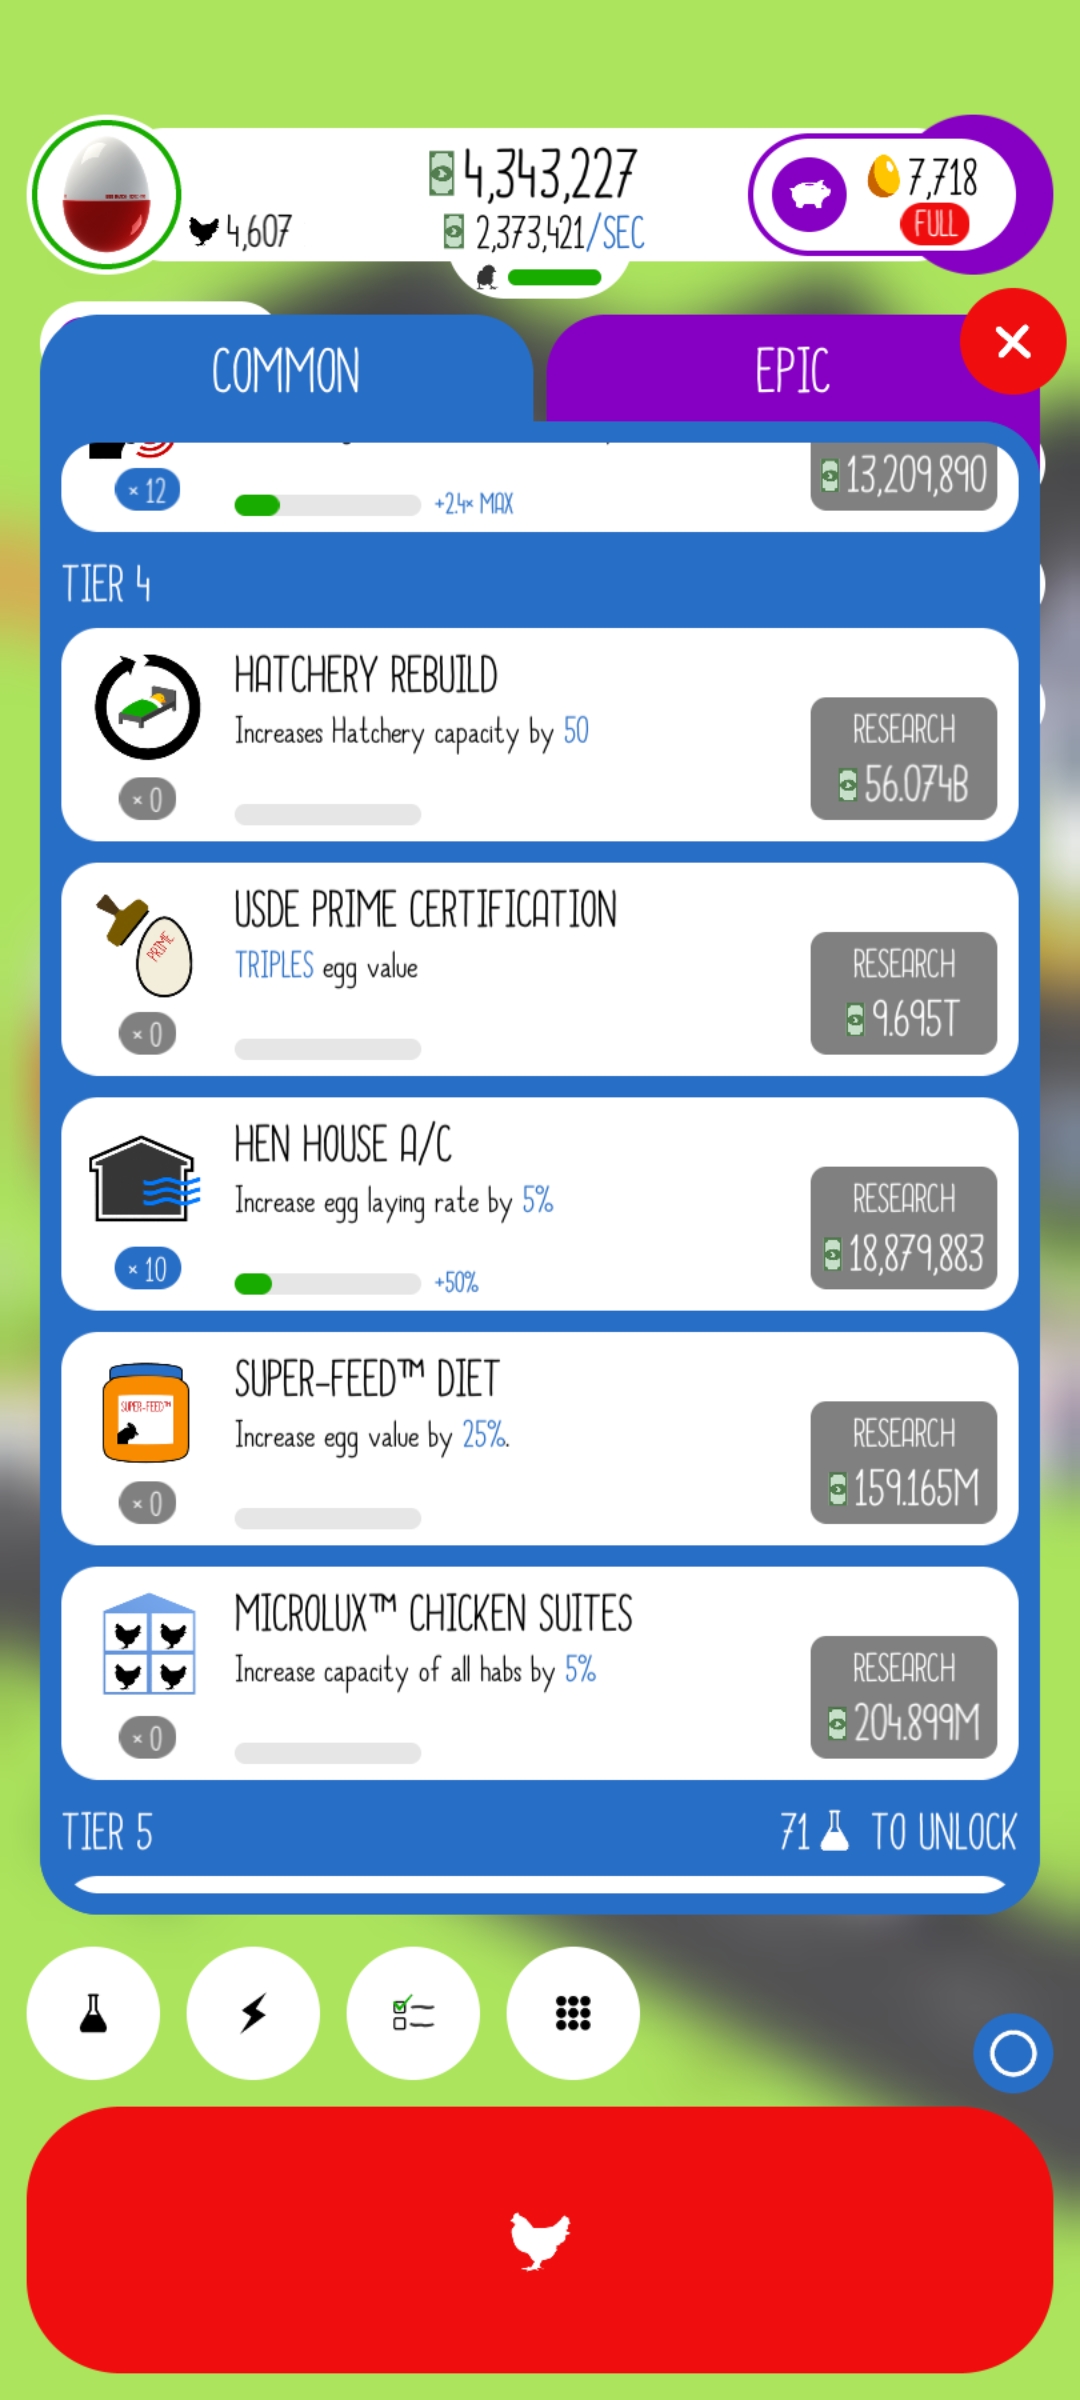 4,343,227
7,718
4,607
2,373,421/SEC
FULL
COMMON
EPIC
13,209,890
× 12
+2.4× MAX
TIER 4
HATCHERY REBUILD
Increases Hatchery capacity by 50
RESEARCH
56.074B
× 0
USDE PRIME CERTIFICATION
TRIPLES egg value
PRIME
RESEARCH
9.695T
× 0
HEN HOUSE A/C
Increase egg laying rate by 5%
RESEARCH
18,879,883
× 10
+50%
SUPER-FEED™ DIET
SUPER-FEED™
Increase egg value by 25%.
RESEARCH
159.165M
× 0
MICROLUX™ CHICKEN SUITES
Increase capacity of all habs by 5%
RESEARCH
204.899M
× 0
TIER 5
71 TO UNLOCK